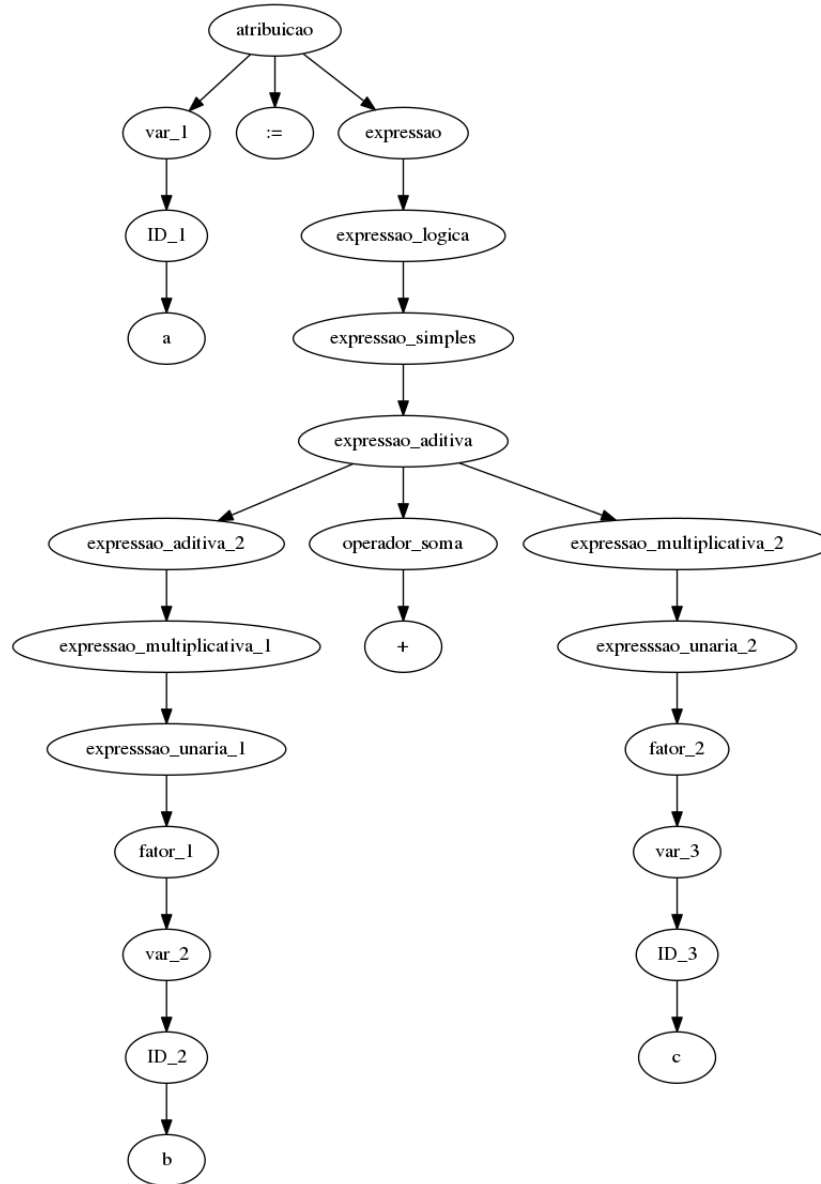 atribuicao
var_1
:=
expressao
ID_1
expressao_logica
a
expressao_simples
expressao_aditiva
expressao_aditiva_2
operador_soma
expressao_multiplicativa_2
expressao_multiplicativa_1
+
expresssao_unaria_2
expresssao_unaria_1
fator_2
fator_1
var_3
var_2
ID_3
ID_2
c
b